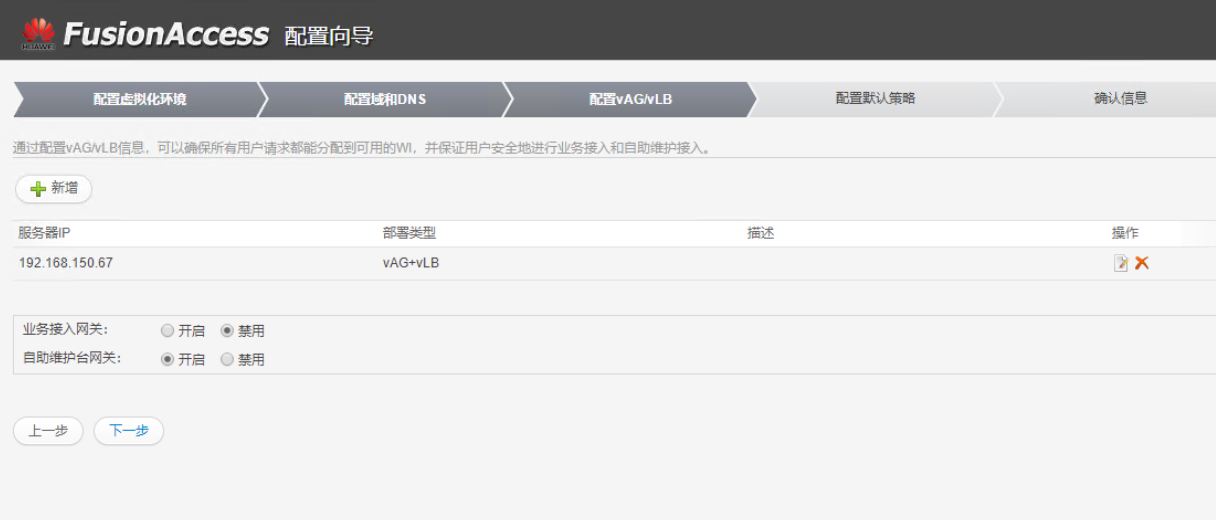 HUAWEI FusionAccess 配置向导
配置虚拟化环境 配置域和DNS 配置vAG/vLB 配置默认策略 确认信息
通过配置vAG/vLB信息，可以确保所有用户请求都能分配到可用的WI，并保证用户安全地进行业务接入和自助维护接入。
新增
服务器IP 部署类型 描述 操作
192.168.150.67 vAG+vLB
业务接入网关： 开启 禁用
自助维护台网关： 开启 禁用
上一步 下一步